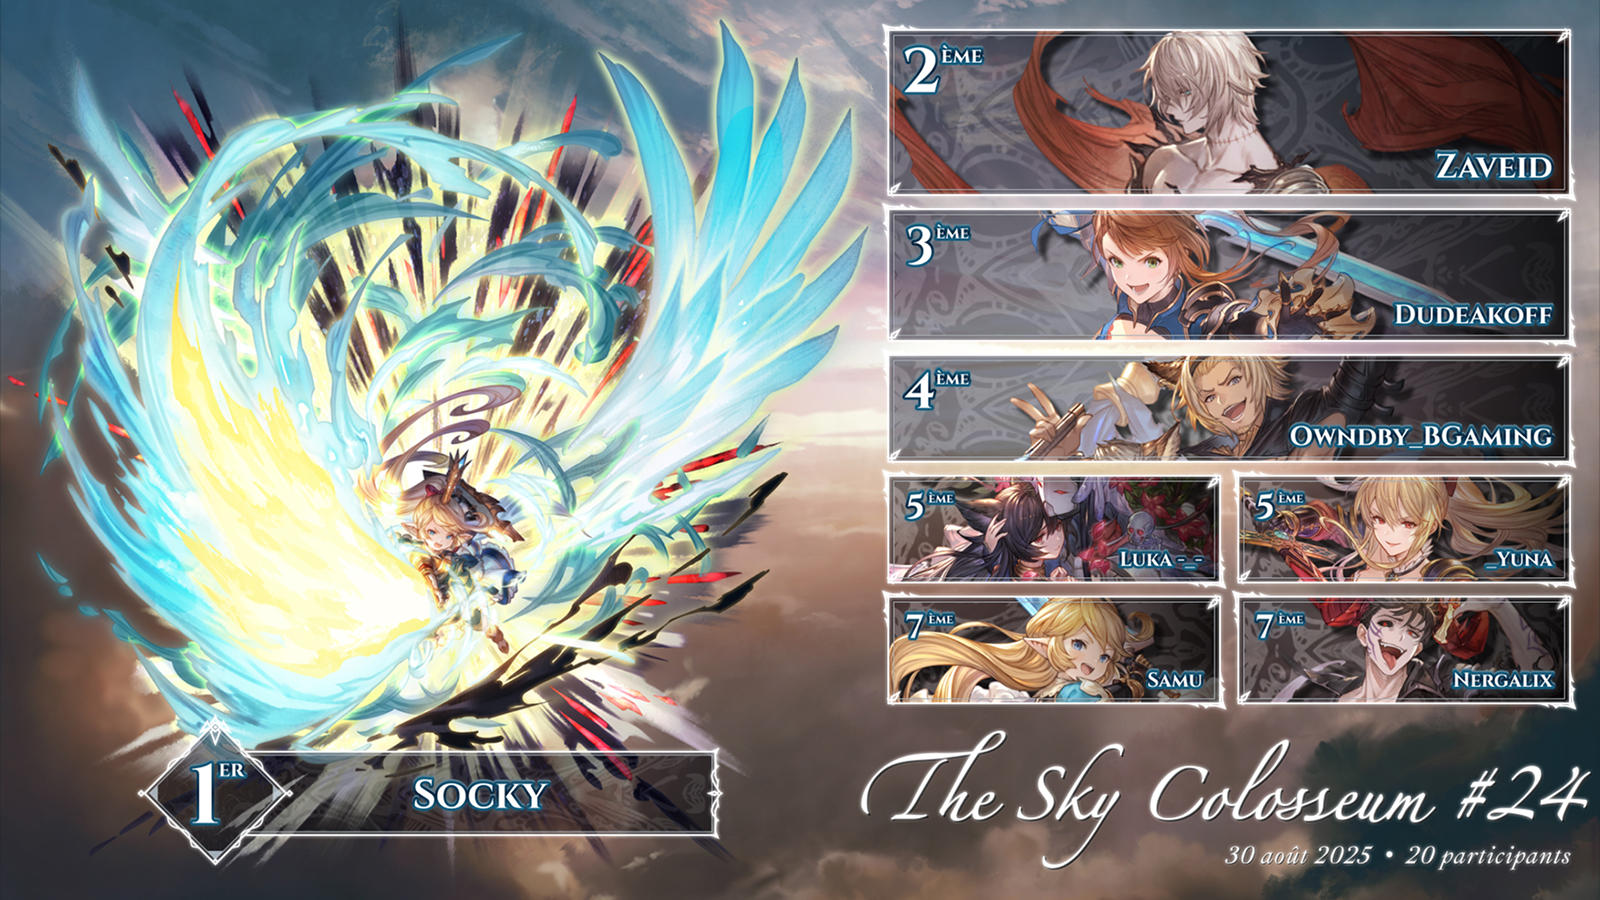 1ER
Socky
2ÈME
Zaveid
3ÈME
Dudeakoff
4ÈME
Owndby_BGaming
5ÈME
Luka -_-
5ÈME
_Yuna
7ÈME
Samu
7ÈME
Nergalix
The Sky Colosseum #24
30 août 2025 • 20 participants